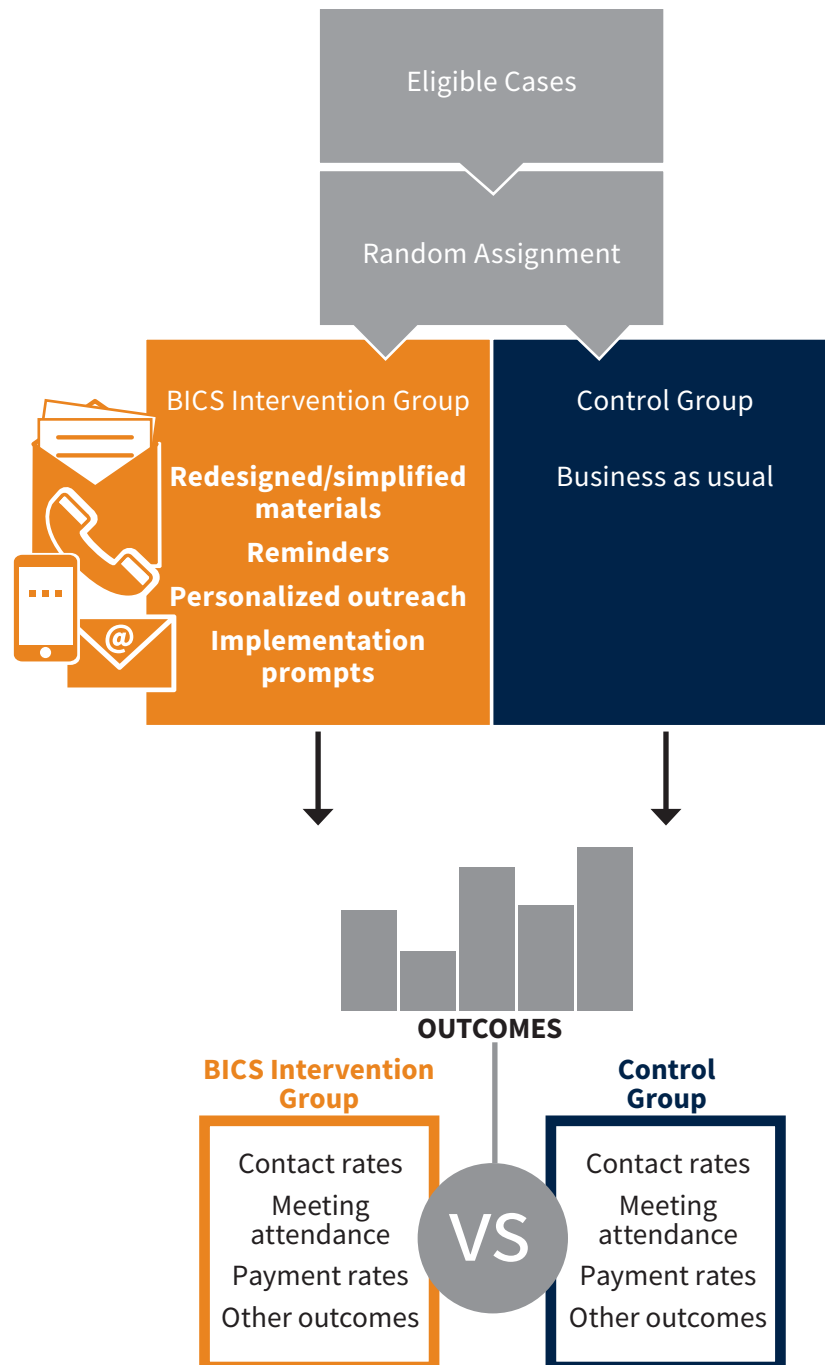 Eligible Cases
Random Assignment
BICS Intervention Group
Redesigned/simplified
materials
Reminders
Personalized outreach
Implementation
prompts
@
Control Group
Business as usual
OUTCOMES
BICS Intervention
Group
Contact rates
Meeting
attendance
Payment rates
Other outcomes
VS
Control
Group
Contact rates
Meeting
attendance
Payment rates
Other outcomes